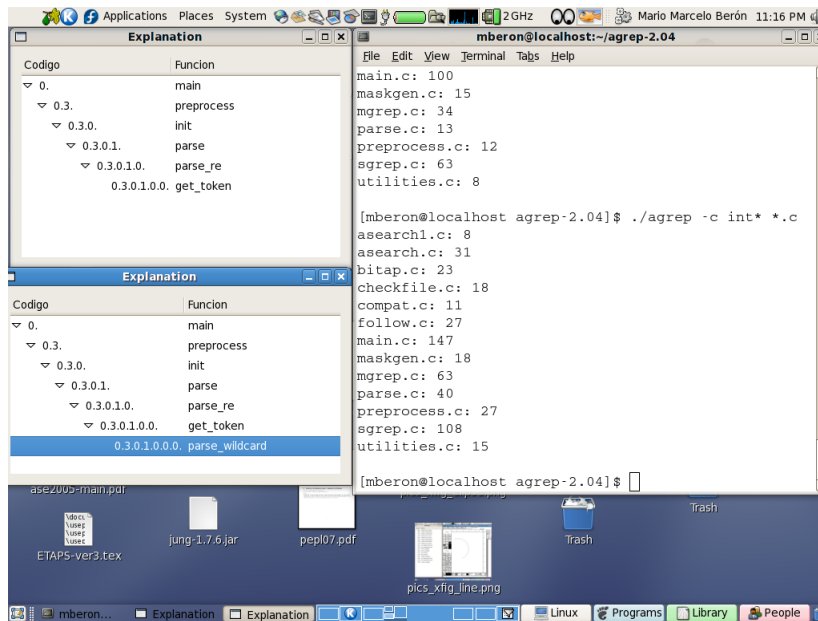 Applications Places System 2 GHz Mario Marcelo Berón 11:16 PM
Explanation
Codigo Funcion
0. main
0.3. preprocess
0.3.0. init
0.3.0.1. parse
0.3.0.1.0. parse_re
0.3.0.1.0.0. get_token
Explanation
Codigo Funcion
0. main
0.3. preprocess
0.3.0. init
0.3.0.1. parse
0.3.0.1.0. parse_re
0.3.0.1.0.0. get_token
0.3.0.1.0.0.0. parse_wildcard
mberon@localhost:~/agrep-2.04
File Edit View Terminal Tabs Help
main.c: 100
maskgen.c: 15
mgrep.c: 34
parse.c: 13
preprocess.c: 12
sgrep.c: 63
utilities.c: 8
[mberon@localhost agrep-2.04]$ ./agrep -c int* *.c
asearch1.c: 8
asearch.c: 31
bitap.c: 23
checkfile.c: 18
compat.c: 11
follow.c: 27
main.c: 147
maskgen.c: 18
mgrep.c: 63
parse.c: 40
preprocess.c: 27
sgrep.c: 108
utilities.c: 15
[mberon@localhost agrep-2.04]$
ase2005-main.pdf
Trash
ETAPS-ver3.tex
jung-1.7.6.jar
pepl07.pdf
Trash
pics_xfig_line.png
mberon... Explanation Explanation Linux Programs Library People